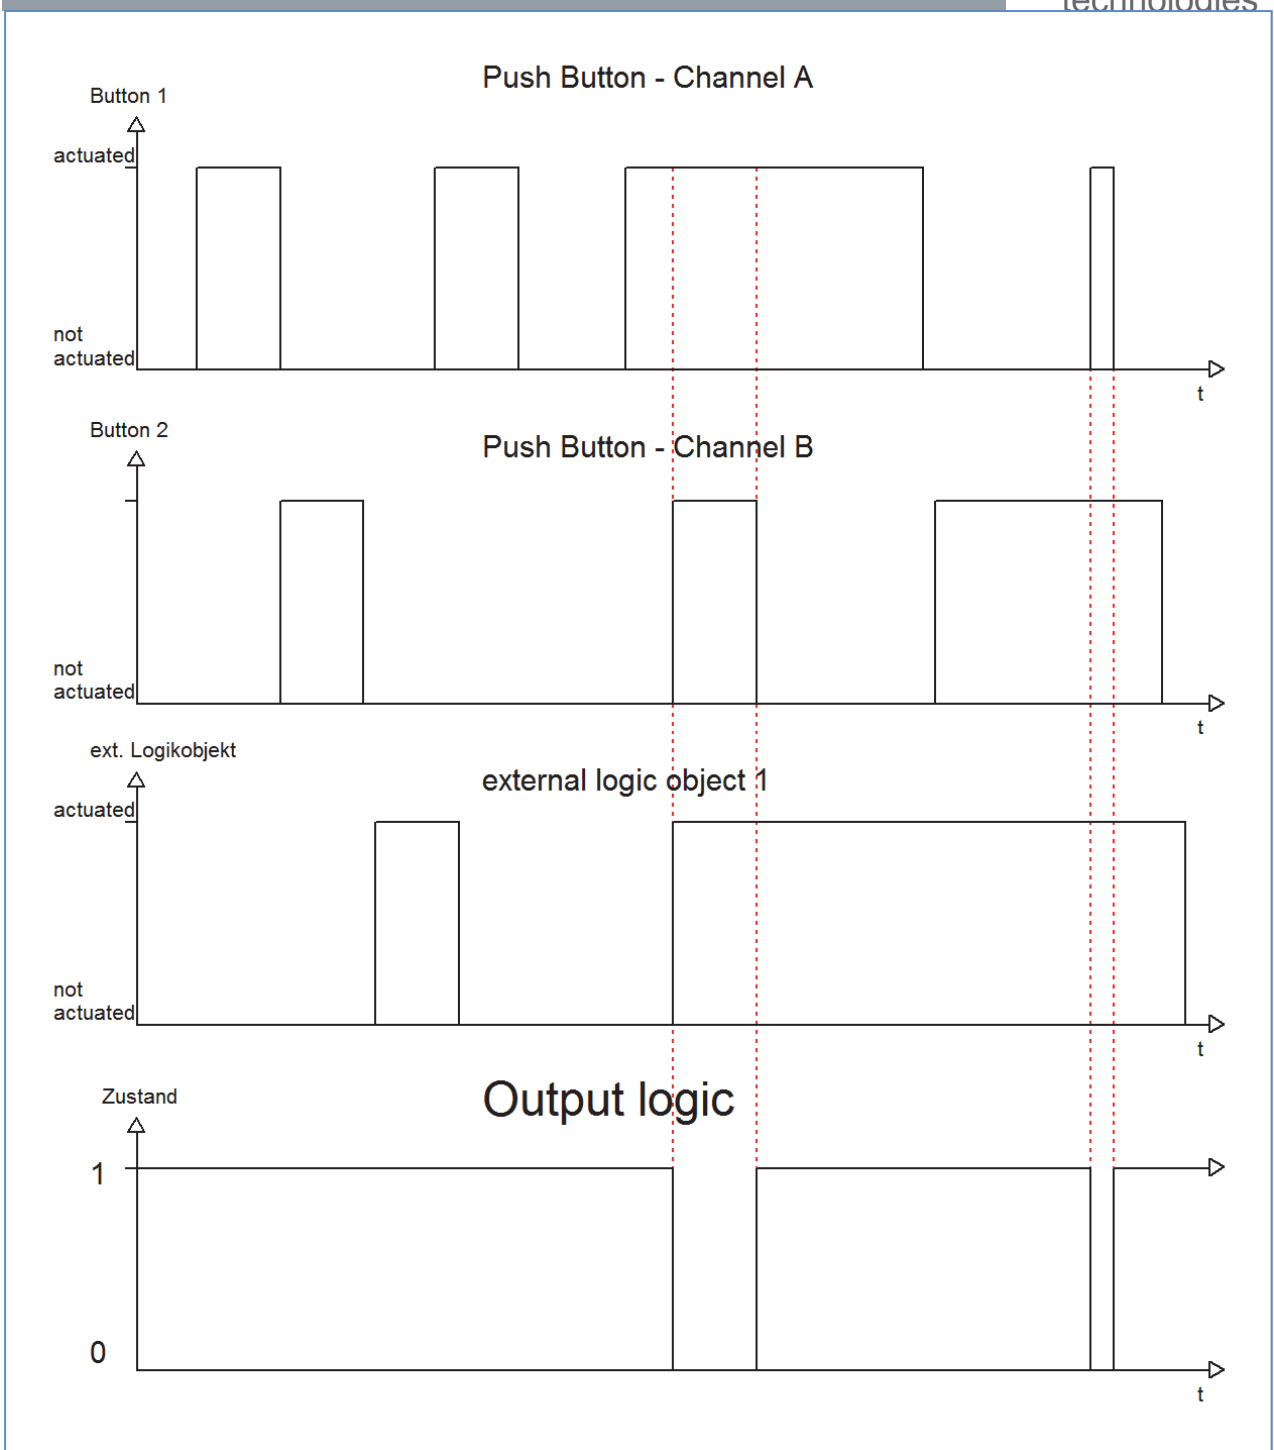 technologies
Push Button - Channel A
Button 1
actuated
not
actuated
t
Button 2
Push Button - Channel B
not
actuated
t
ext. Logikobjekt
external logic object 1
actuated
not
actuated
t
Zustand
Output logic
1
0
t